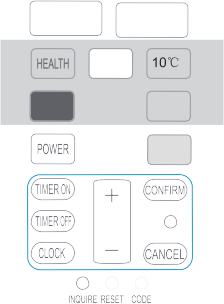 HEALTH 10℃
POWER
TIMER ON + CONFIRM
TIMER OFF
CLOCK — CANCEL
INQUIRE RESET CODE